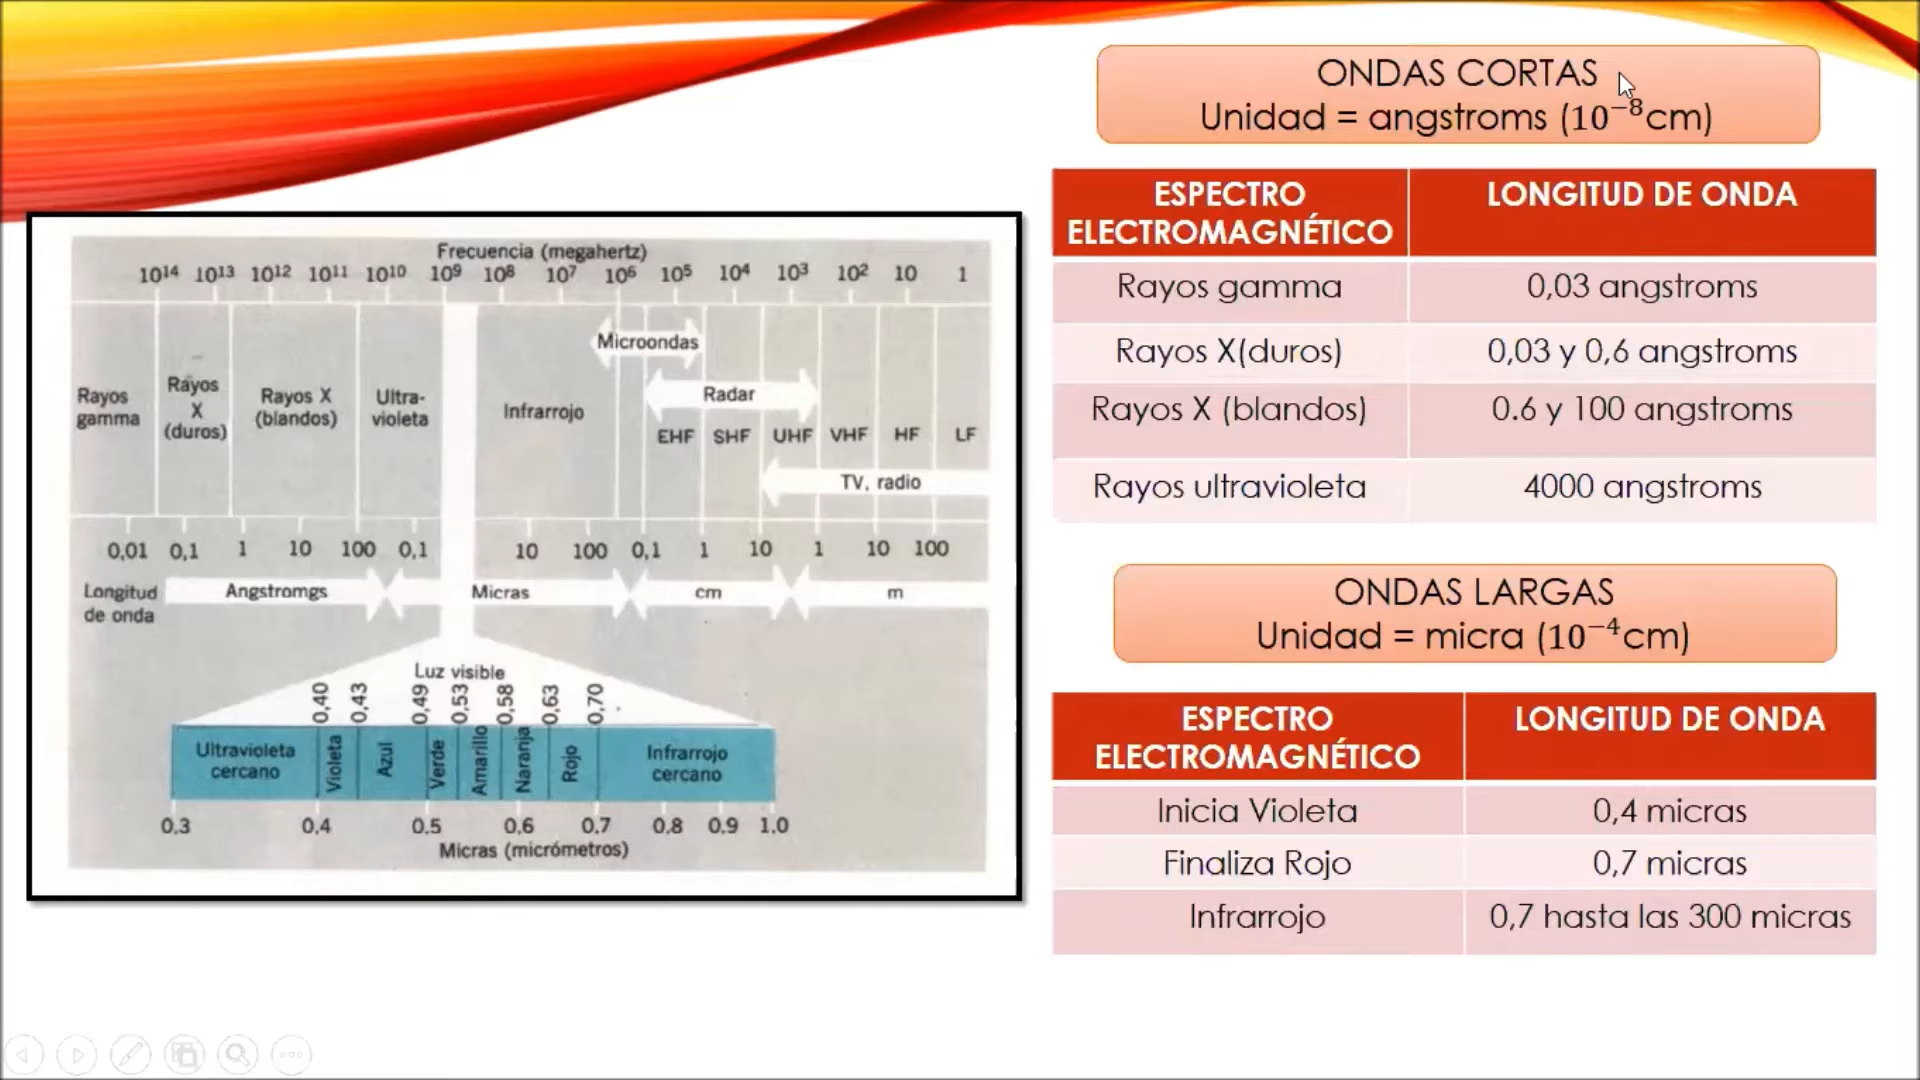 ONDAS CORTAS
Unidad = angstroms (10⁻⁸cm)
ESPECTRO ELECTROMAGNÉTICO LONGITUD DE ONDA
Rayos gamma 0,03 angstroms
Rayos X(duros) 0,03 y 0,6 angstroms
Rayos X (blandos) 0.6 y 100 angstroms
Rayos ultravioleta 4000 angstroms
ONDAS LARGAS
Unidad = micra (10⁻⁴cm)
ESPECTRO ELECTROMAGNÉTICO LONGITUD DE ONDA
Inicia Violeta 0,4 micras
Finaliza Rojo 0,7 micras
Infrarrojo 0,7 hasta las 300 micras
Frecuencia (megahertz)
10¹⁴ 10¹³ 10¹² 10¹¹ 10¹⁰ 10⁹ 10⁸ 10⁷ 10⁶ 10⁵ 10⁴ 10³ 10² 10 1
Rayos gamma
Rayos X (duros)
Rayos X (blandos)
Ultra-violeta
Infrarrojo
Microondas
Radar
EHF SHF UHF VHF HF LF
TV, radio
0,01 0,1 1 10 100 0,1 10 100 0,1 1 10 1 10 100
Longitud de onda
Angstromgs Micras cm m
Luz visible
0,40 0,43 0,49 0,53 0,58 0,63 0,70
Ultravioleta cercano Violeta Azul Verde Amarillo Naranja Rojo Infrarrojo cercano
0.3 0.4 0.5 0.6 0.7 0.8 0.9 1.0
Micras (micrómetros)